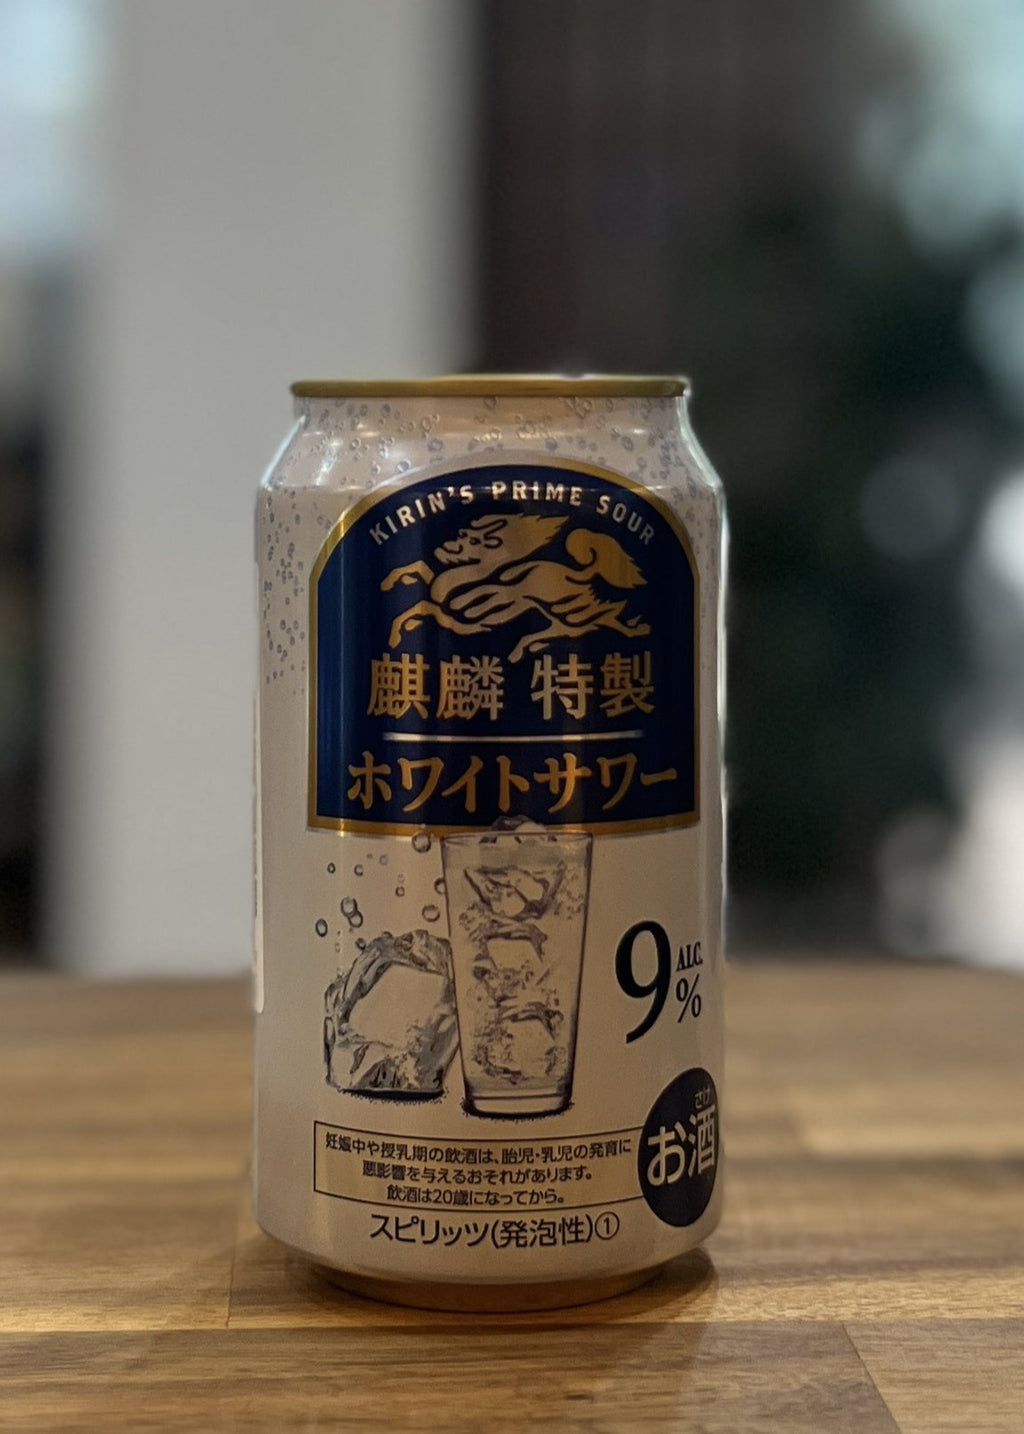 KIRIN'S PRIME SOUR
麒麟 特製
ホワイトサワー
9 ALC. %
さけ
お酒
妊娠中や授乳期の飲酒は、胎児・乳児の発育に
悪影響を与えるおそれがあります。
飲酒は20歳になってから。
スピリッツ(発泡性)①